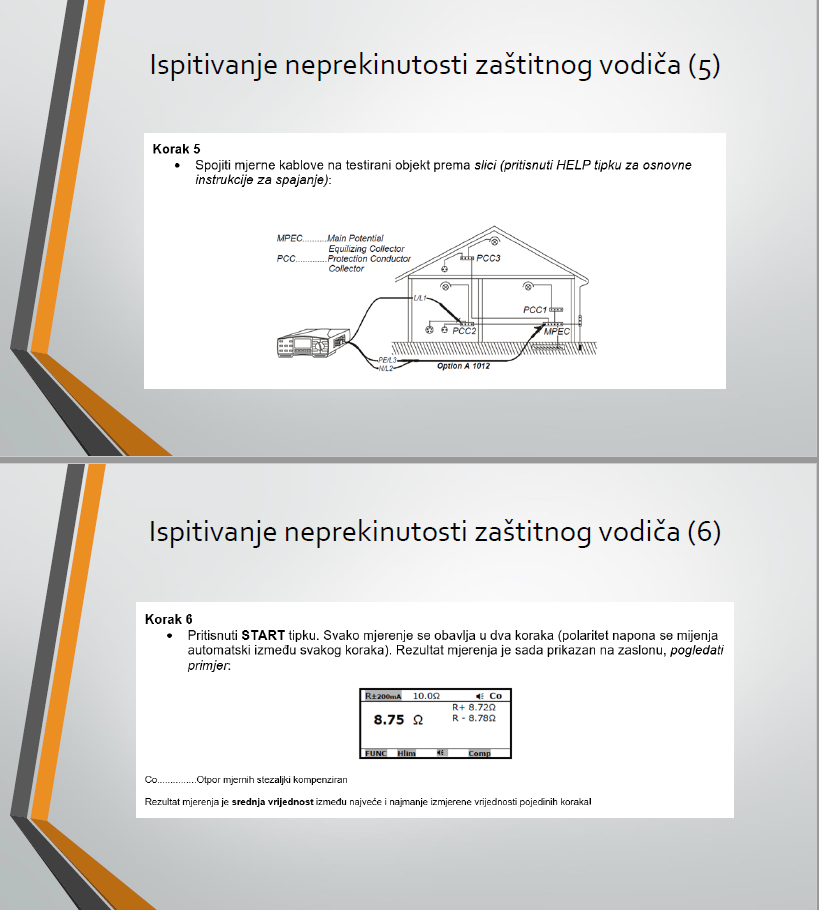 Ispitivanje neprekinutosti zaštitnog vodiča (5)
Korak 5
• Spojiti mjerne kablove na testirani objekt prema slici (pritisnuti HELP tipku za osnovne
instrukcije za spajanje):
MPEC..........Main Potential
Equilizing Collector
PCC.............Protection Conductor
Collector
PCC3
L/L1
PCC1
PCC2
MPEC
PE/L3
N/L2
Option A 1012
Ispitivanje neprekinutosti zaštitnog vodiča (6)
Korak 6
• Pritisnuti START tipku. Svako mjerenje se obavlja u dva koraka (polaritet napona se mijenja
automatski između svakog koraka). Rezultat mjerenja je sada prikazan na zaslonu, pogledati
primjer:
R±200mA 10.0Ω Co
R+ 8.72Ω
8.75 Ω
R - 8.78Ω
FUNC Hlim Comp
Co...............Otpor mjernih stezaljki kompenziran
Rezultat mjerenja je srednja vrijednost između najveće i najmanje izmjerene vrijednosti pojedinih koraka!